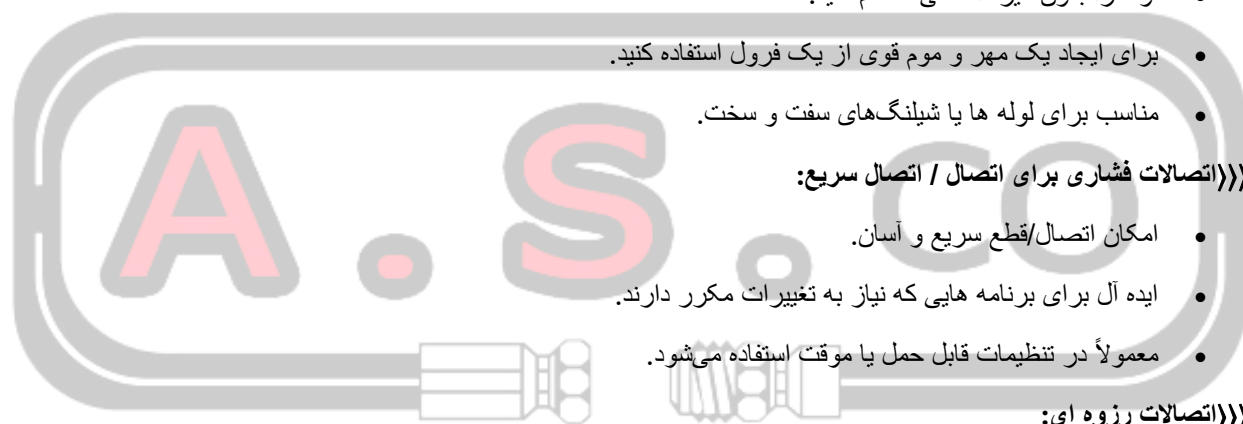 برای ایجاد یک مهر و موم قوی از یک فرول استفاده کنید.
مناسب برای لوله ها یا شیلنگ‌های سفت و سخت.
⟩⟩⟩اتصالات فشاری برای اتصال / اتصال سریع:
امکان اتصال/قطع سریع و آسان.
ایده آل برای برنامه هایی که نیاز به تغییرات مکرر دارند.
معمولاً در تنظیمات قابل حمل یا موقت استفاده می‌شود.
⟩⟩⟩اتصالات رزوه ای:
A.S.co